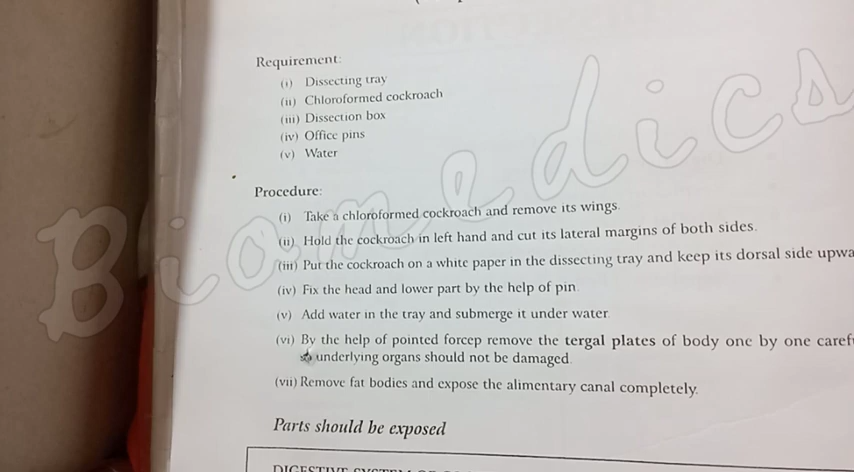 Requirement:
(i) Dissecting tray
(ii) Chloroformed cockroach
(iii) Dissection box
(iv) Office pins
(v) Water
Procedure:
(i) Take a chloroformed cockroach and remove its wings.
(ii) Hold the cockroach in left hand and cut its lateral margins of both sides.
(iii) Put the cockroach on a white paper in the dissecting tray and keep its dorsal side upwa
(iv) Fix the head and lower part by the help of pin.
(v) Add water in the tray and submerge it under water.
(vi) By the help of pointed forcep remove the tergal plates of body one by one caref
underlying organs should not be damaged.
(vii) Remove fat bodies and expose the alimentary canal completely.
Parts should be exposed
DIGESTIVE SYSTEM OF
Biomedics